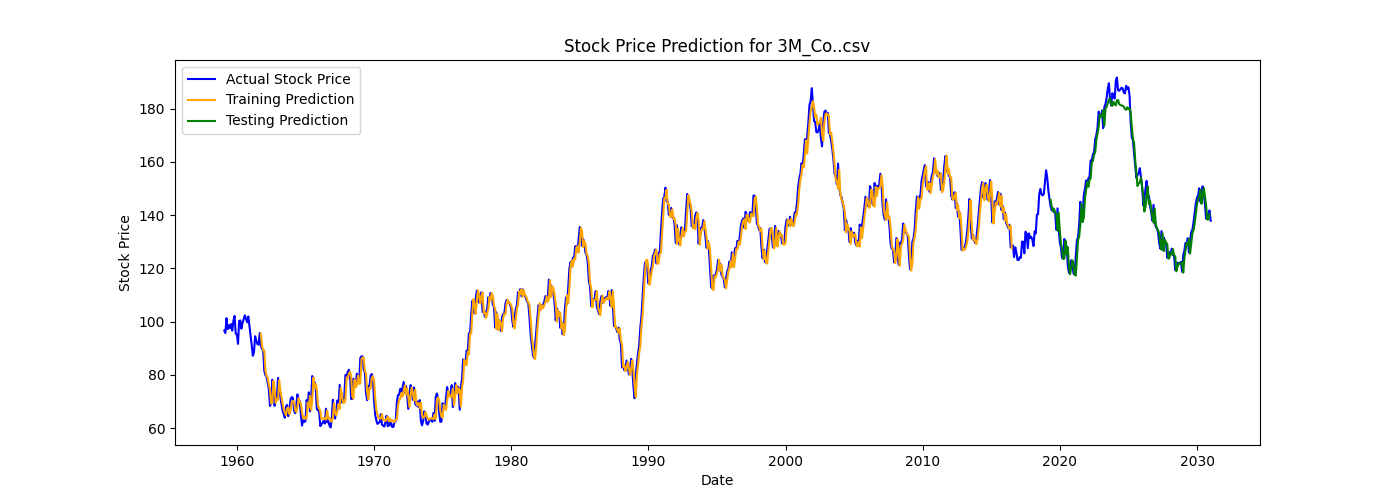 Stock Price Prediction for 3M_Co..csv
Actual Stock Price
Training Prediction
Testing Prediction
Stock Price
180
160
140
120
100
80
60
1960 1970 1980 1990 2000 2010 2020 2030
Date